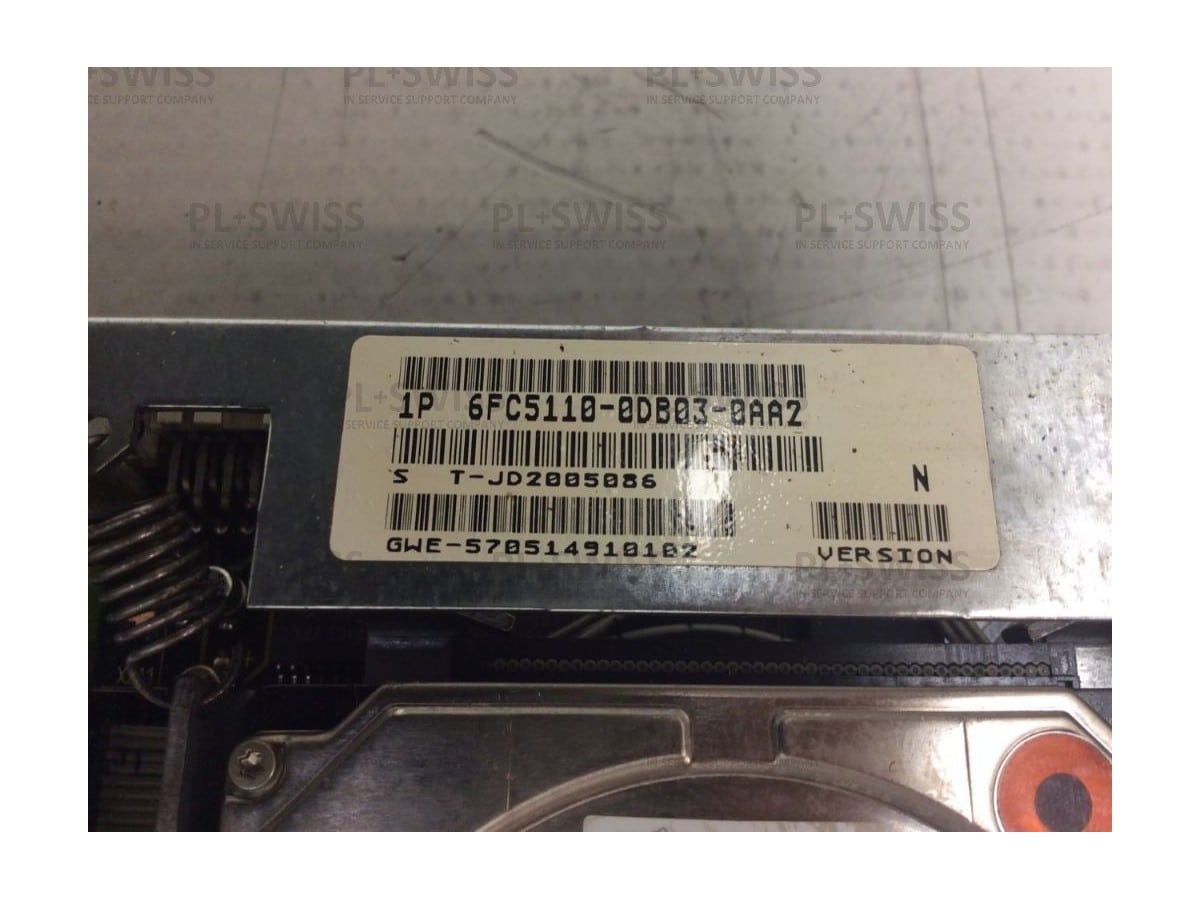 PL+SWISS PL+SWISS PL+SWISS
IN SERVICE SUPPORT COMPANY IN SERVICE SUPPORT COMPANY IN SERVICE SUPPORT COMPANY
PL+SWISS PL+SWISS PL+SWISS
IN SERVICE SUPPORT COMPANY IN SERVICE SUPPORT COMPANY IN SERVICE SUPPORT COMPANY
1P 6FC5110-0DB03-0AA2
S T-JD2005086
N
GWE-570514910102
VERSION